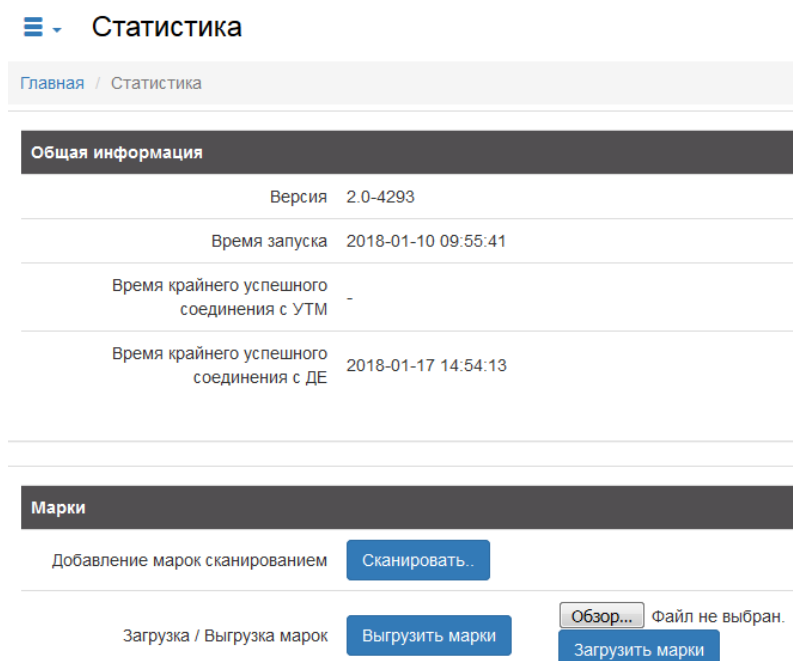 Статистика
Главная / Статистика
Общая информация
Версия 2.0-4293
Время запуска 2018-01-10 09:55:41
Время крайнего успешного
соединения с УТМ -
Время крайнего успешного
соединения с ДЕ 2018-01-17 14:54:13
Марки
Добавление марок сканированием Сканировать..
Загрузка / Выгрузка марок Выгрузить марки Обзор... Файл не выбран.
Загрузить марки